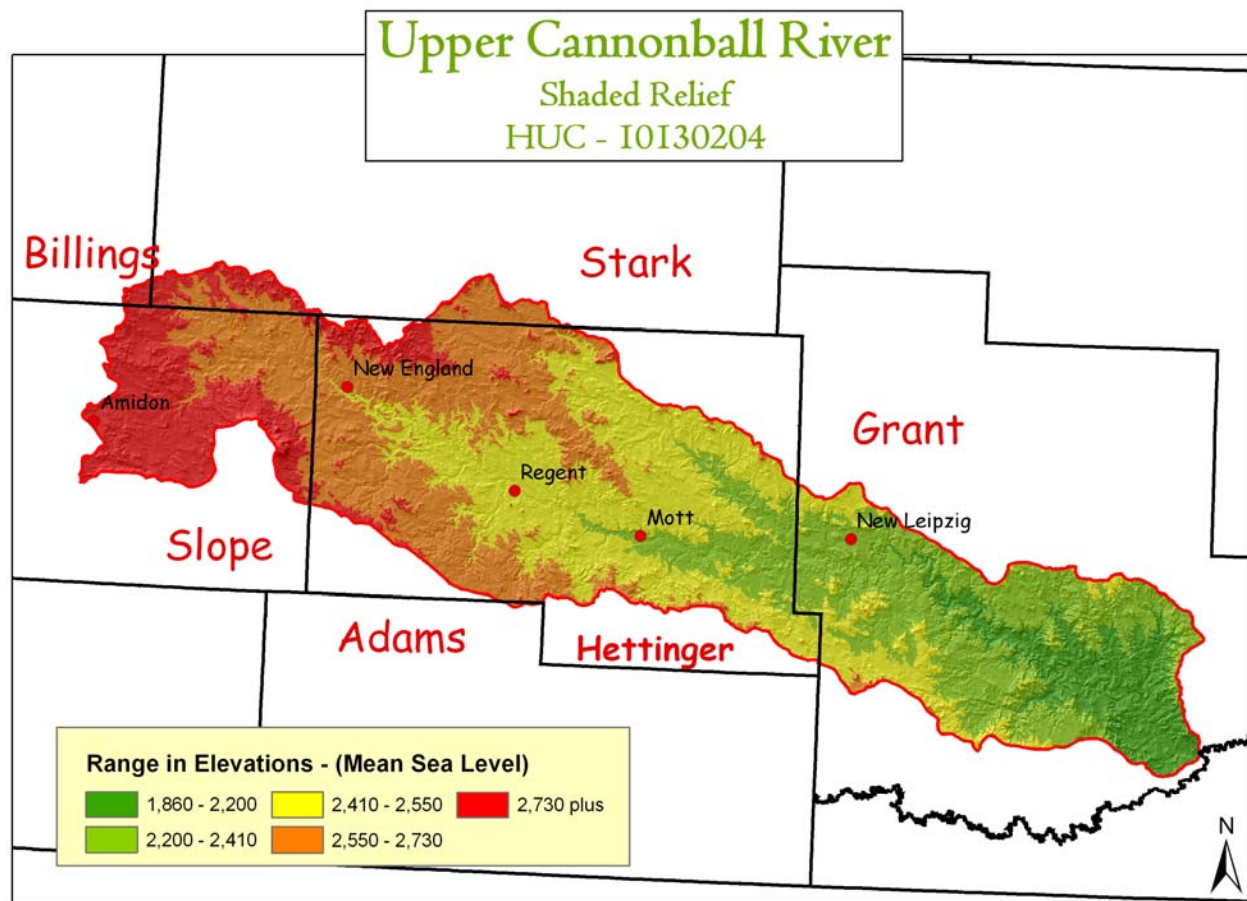 Upper Cannonball River
Shaded Relief
HUC - 10130204
Billings
Stark
New England
Amidon
Grant
Regent
Mott
New Leipzig
Slope
Adams
Hettinger
Range in Elevations - (Mean Sea Level)
1,860 - 2,200
2,410 - 2,550
2,730 plus
2,200 - 2,410
2,550 - 2,730
N